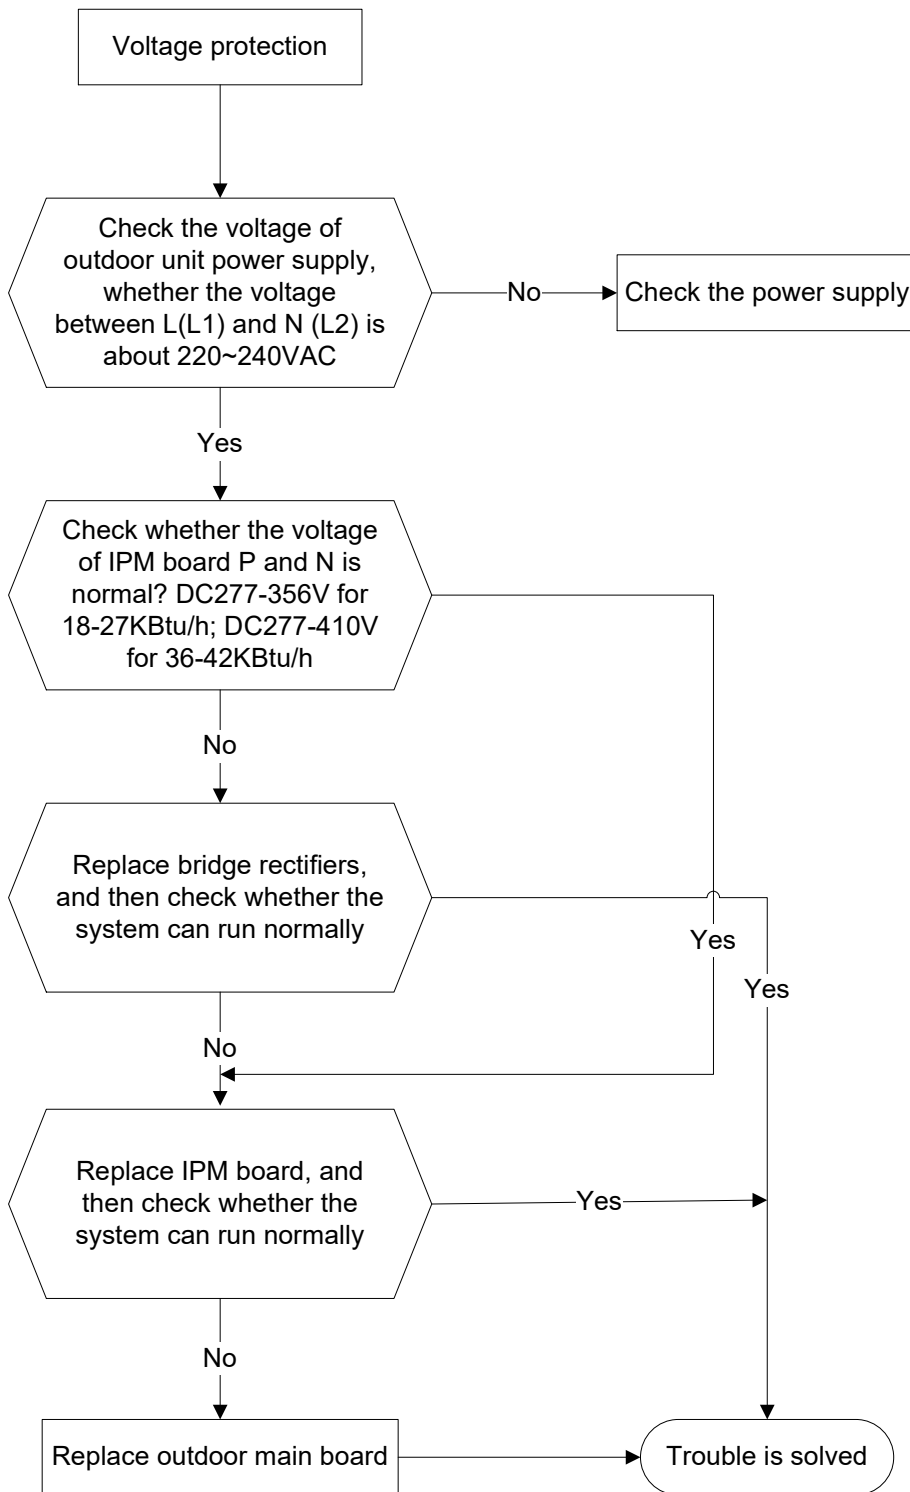 Voltage protection
Check the voltage of
outdoor unit power supply,
whether the voltage
between L(L1) and N (L2) is
about 220~240VAC
No
Check the power supply
Yes
Check whether the voltage
of IPM board P and N is
normal? DC277-356V for
18-27KBtu/h; DC277-410V
for 36-42KBtu/h
No
Replace bridge rectifiers,
and then check whether the
system can run normally
Yes
Yes
No
Replace IPM board, and
then check whether the
system can run normally
Yes
No
Replace outdoor main board
Trouble is solved